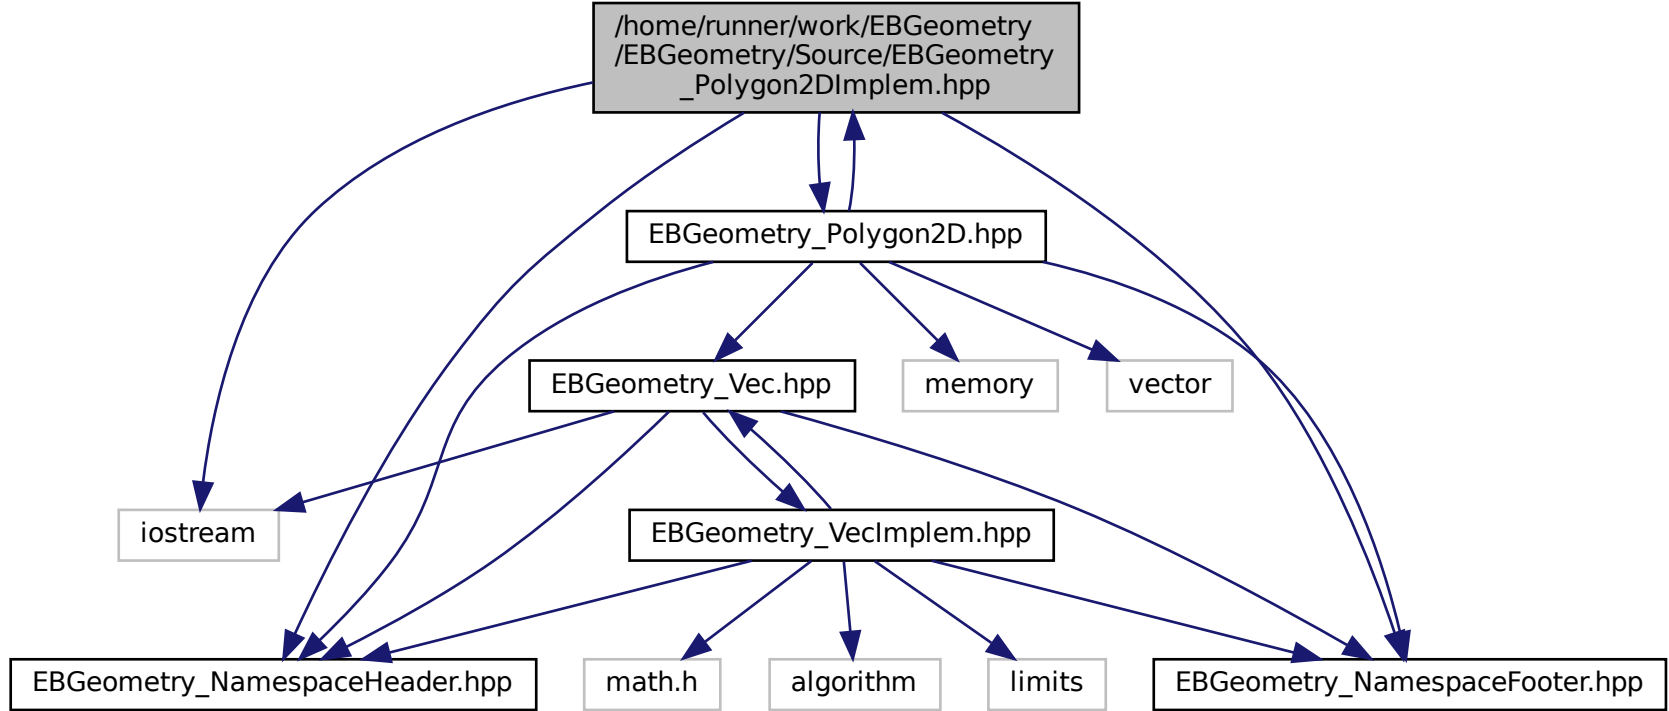 /home/runner/work/EBGeometry
/EBGeometry/Source/EBGeometry
_Polygon2DImplem.hpp
EBGeometry_Polygon2D.hpp
EBGeometry_Vec.hpp
memory
vector
iostream
EBGeometry_VecImplem.hpp
EBGeometry_NamespaceHeader.hpp
math.h
algorithm
limits
EBGeometry_NamespaceFooter.hpp